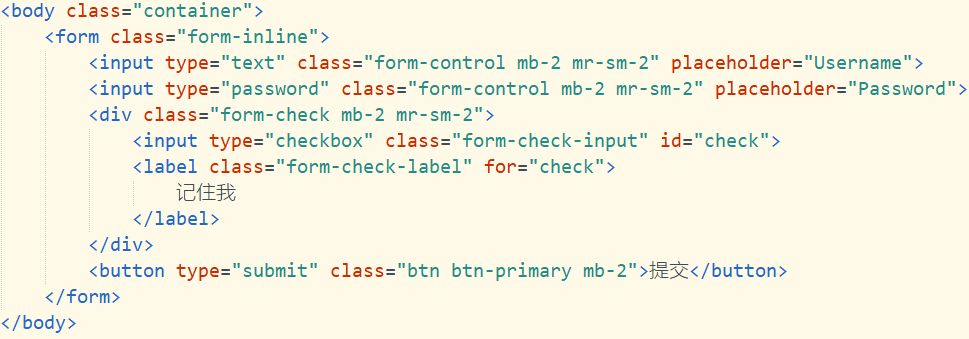 <body class="container">
    <form class="form-inline">
        <input type="text" class="form-control mb-2 mr-sm-2" placeholder="Username">
        <input type="password" class="form-control mb-2 mr-sm-2" placeholder="Password">
        <div class="form-check mb-2 mr-sm-2">
            <input type="checkbox" class="form-check-input" id="check">
            <label class="form-check-label" for="check">
                记住我
            </label>
        </div>
        <button type="submit" class="btn btn-primary mb-2">提交</button>
    </form>
</body>